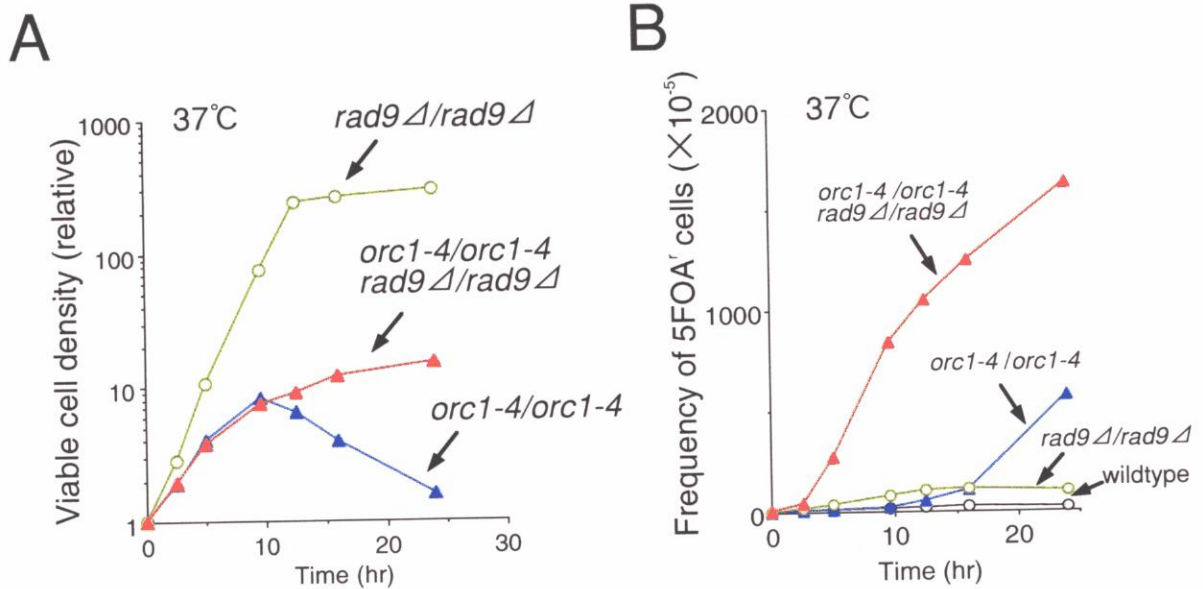 A
37°C
Viable cell density (relative)
1000
100
10
1
0
10
20
30
Time (hr)
rad9Δ/rad9Δ
orc1-4/orc1-4
rad9Δ/rad9Δ
orc1-4/orc1-4
B
37°C
Frequency of 5FOAʳ cells (×10⁻⁵)
2000
1000
0
0
10
20
Time (hr)
orc1-4/orc1-4
rad9Δ/rad9Δ
orc1-4/orc1-4
rad9Δ/rad9Δ
wildtype